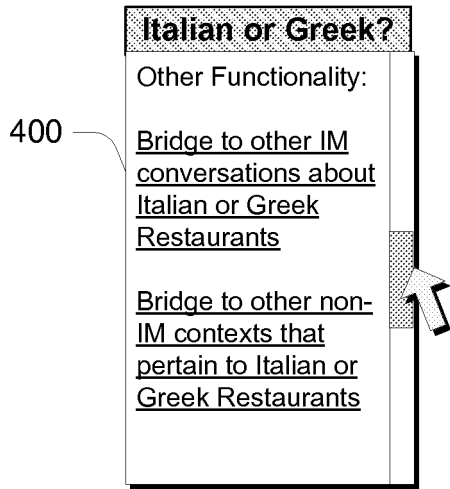 Italian or Greek?
Other Functionality:
400
Bridge to other IM
conversations about
Italian or Greek
Restaurants
Bridge to other non-
IM contexts that
pertain to Italian or
Greek Restaurants